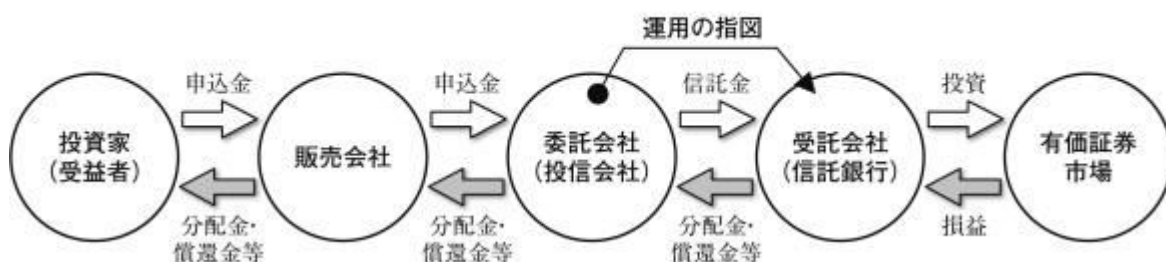 運用の指図
申込金
申込金
信託金
投資
投資家
(受益者)
販売会社
委託会社
(投信会社)
受託会社
(信託銀行)
有価証券
市場
分配金・
償還金等
分配金・
償還金等
分配金・
償還金等
損益